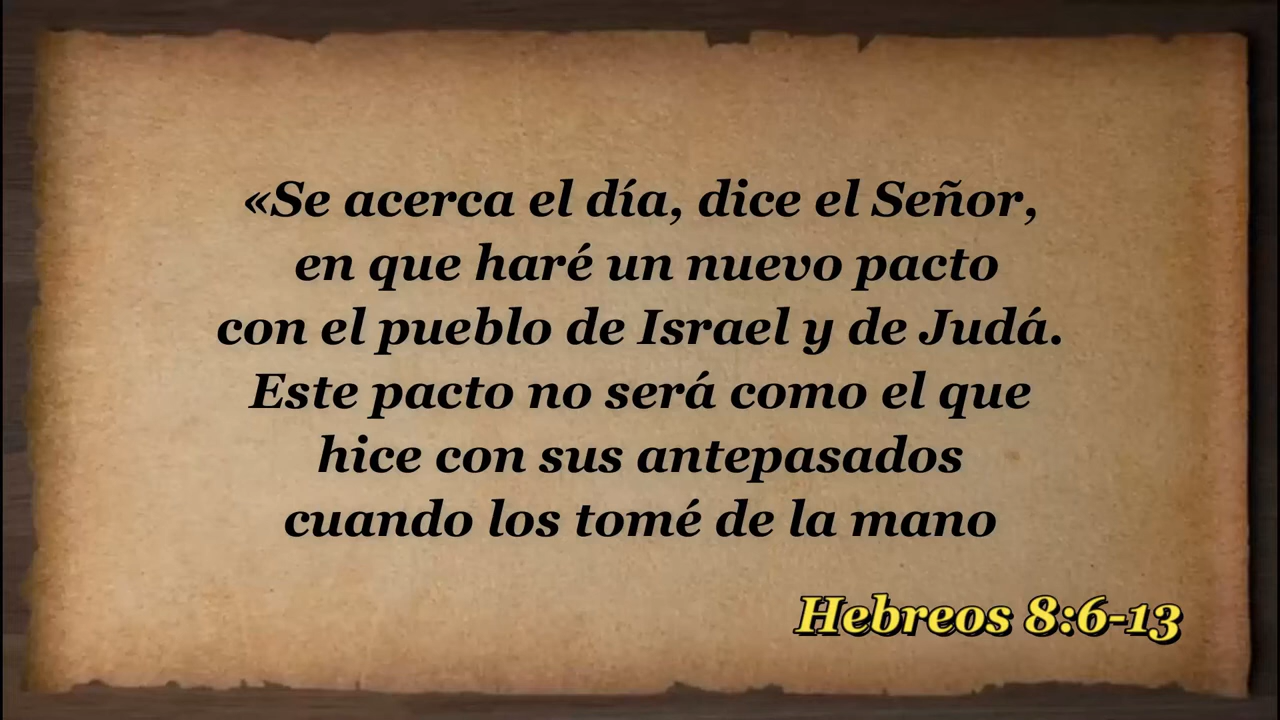 «Se acerca el día, dice el Señor,
en que haré un nuevo pacto
con el pueblo de Israel y de Judá.
Este pacto no será como el que
hice con sus antepasados
cuando los tomé de la mano
Hebreos 8:6-13